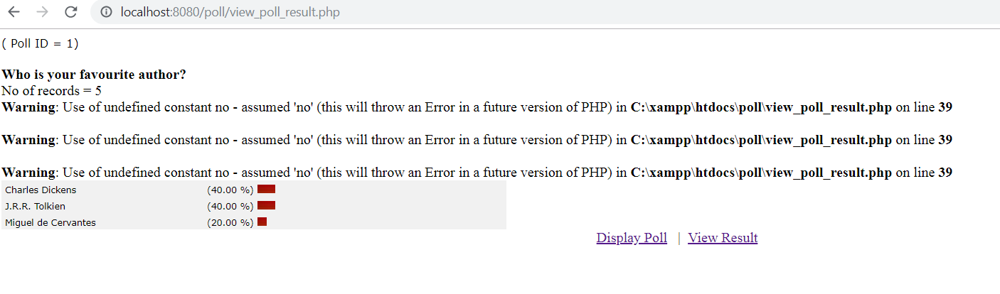 localhost:8080/poll/view_poll_result.php
( Poll ID = 1)
Who is your favourite author?
No of records = 5
Warning: Use of undefined constant no - assumed 'no' (this will throw an Error in a future version of PHP) in C:\xampp\htdocs\poll\view_poll_result.php on line 39
Warning: Use of undefined constant no - assumed 'no' (this will throw an Error in a future version of PHP) in C:\xampp\htdocs\poll\view_poll_result.php on line 39
Warning: Use of undefined constant no - assumed 'no' (this will throw an Error in a future version of PHP) in C:\xampp\htdocs\poll\view_poll_result.php on line 39
Charles Dickens (40.00 %)
J.R.R. Tolkien (40.00 %)
Miguel de Cervantes (20.00 %)
Display Poll | View Result